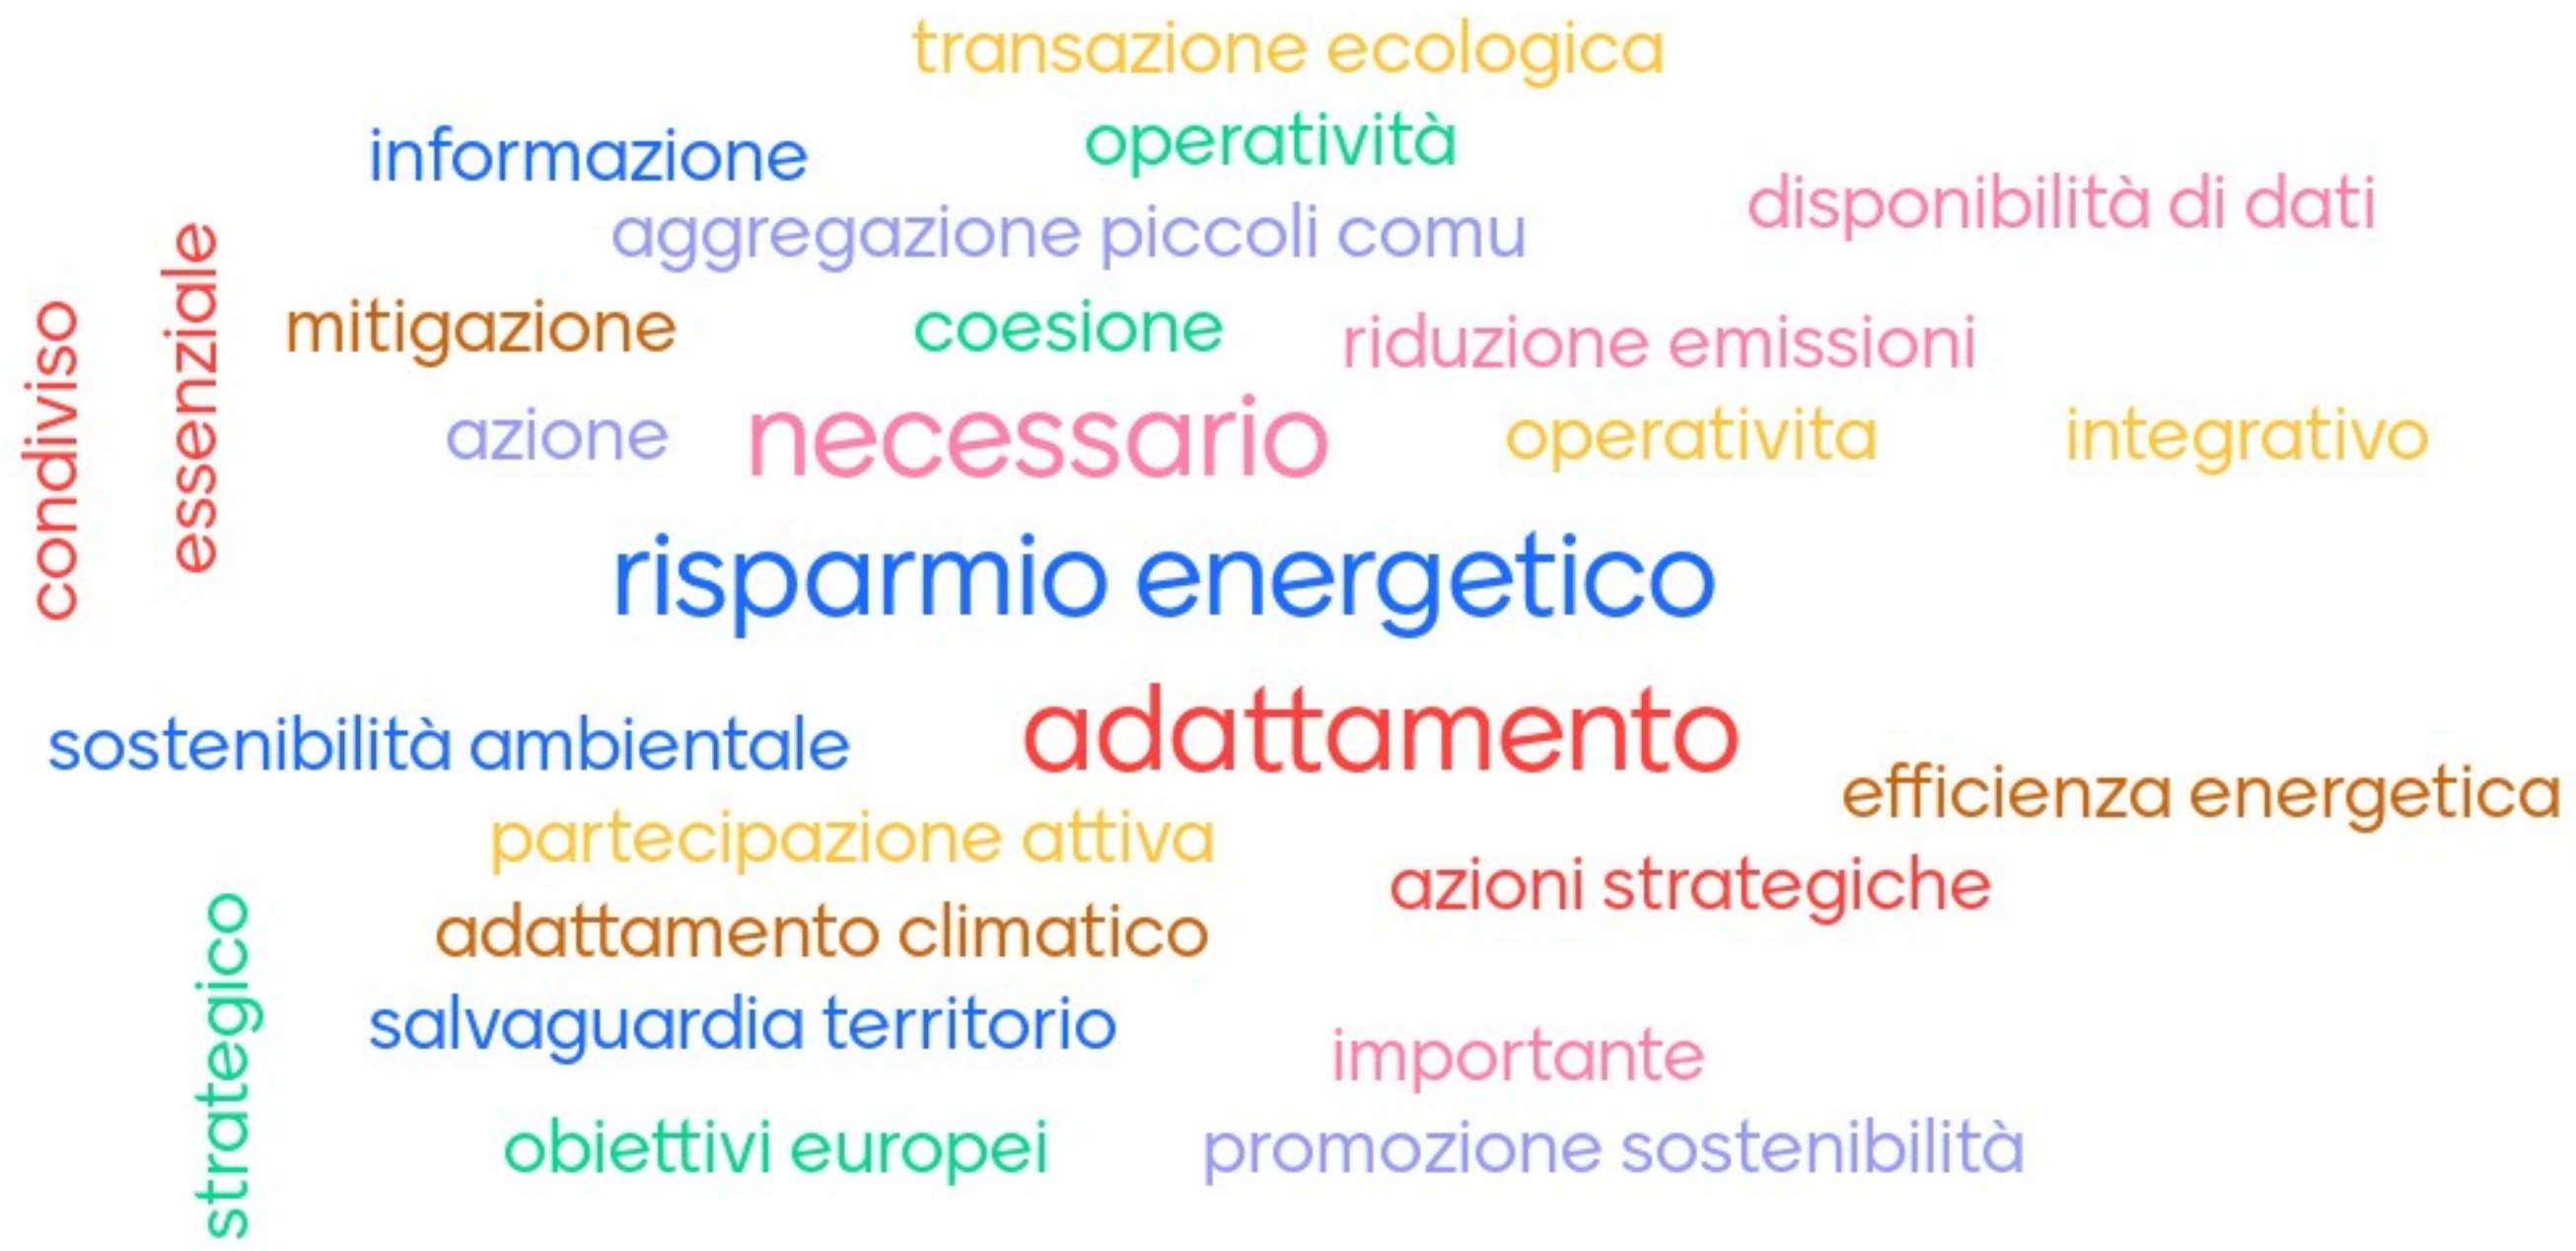 transazione ecologica
informazione
operatività
disponibilità di dati
aggregazione piccoli comu
condiviso
essenziale
mitigazione
coesione
riduzione emissioni
azione
necessario
operativita
integrativo
risparmio energetico
sostenibilità ambientale
adattamento
efficienza energetica
partecipazione attiva
azioni strategiche
strategico
adattamento climatico
salvaguardia territorio
importante
obiettivi europei
promozione sostenibilità